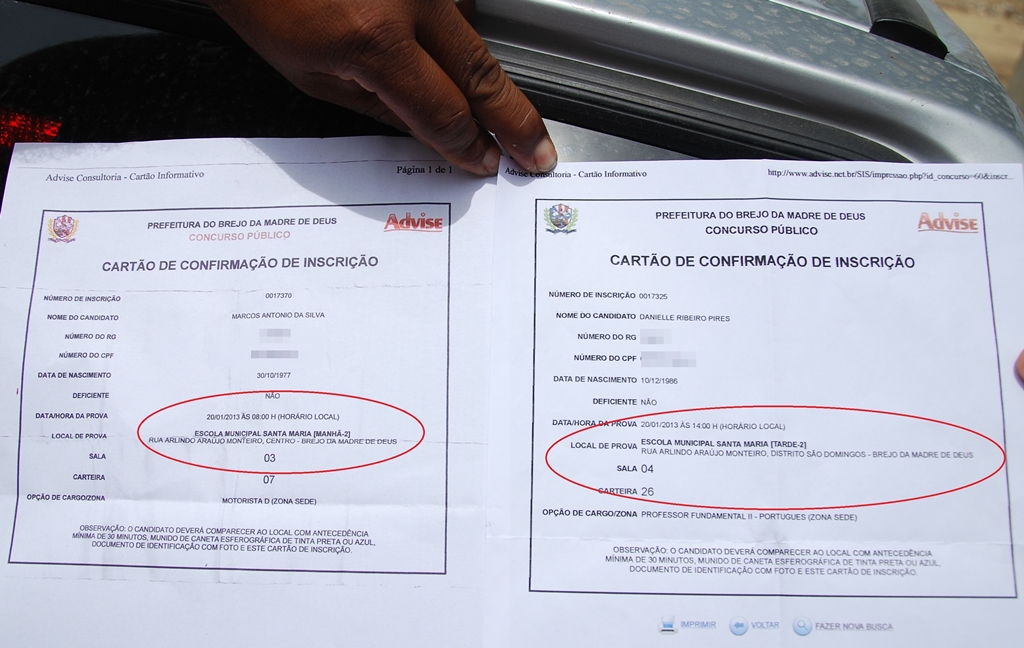 Advise Consultoria - Cartão Informativo
Página 1 de 1
PREFEITURA DO BREJO DA MADRE DE DEUS
CONCURSO PÚBLICO
Advise
CARTÃO DE CONFIRMAÇÃO DE INSCRIÇÃO
NÚMERO DE INSCRIÇÃO 0017370
NOME DO CANDIDATO MARCOS ANTONIO DA SILVA
NÚMERO DO RG
NÚMERO DO CPF
DATA DE NASCIMENTO 30/10/1977
DEFICIENTE NÃO
DATA/HORA DA PROVA 20/01/2013 ÀS 08:00 H (HORÁRIO LOCAL)
LOCAL DE PROVA ESCOLA MUNICIPAL SANTA MARIA [MANHÃ-2]
RUA ARLINDO ARAÚJO MONTEIRO, CENTRO - BREJO DA MADRE DE DEUS
SALA 03
CARTEIRA 07
OPÇÃO DE CARGO/ZONA MOTORISTA D (ZONA SEDE)
OBSERVAÇÃO: O CANDIDATO DEVERÁ COMPARECER AO LOCAL COM ANTECEDÊNCIA
MÍNIMA DE 30 MINUTOS, MUNIDO DE CANETA ESFEROGRÁFICA DE TINTA PRETA OU AZUL,
DOCUMENTO DE IDENTIFICAÇÃO COM FOTO E ESTE CARTÃO DE INSCRIÇÃO.
Advise Consultoria - Cartão Informativo
http://www.advise.net.br/SIS/impressao.php?id_concurso=60&inscr...
PREFEITURA DO BREJO DA MADRE DE DEUS
CONCURSO PÚBLICO
Advise
CARTÃO DE CONFIRMAÇÃO DE INSCRIÇÃO
NÚMERO DE INSCRIÇÃO 0017325
NOME DO CANDIDATO DANIELLE RIBEIRO PIRES
NÚMERO DO RG
NÚMERO DO CPF
DATA DE NASCIMENTO 10/12/1986
DEFICIENTE NÃO
DATA/HORA DA PROVA 20/01/2013 ÀS 14:00 H (HORÁRIO LOCAL)
LOCAL DE PROVA ESCOLA MUNICIPAL SANTA MARIA [TARDE-2]
RUA ARLINDO ARAÚJO MONTEIRO, DISTRITO SÃO DOMINGOS - BREJO DA MADRE DE DEUS
SALA 04
CARTEIRA 26
OPÇÃO DE CARGO/ZONA PROFESSOR FUNDAMENTAL II - PORTUGUES (ZONA SEDE)
OBSERVAÇÃO: O CANDIDATO DEVERÁ COMPARECER AO LOCAL COM ANTECEDÊNCIA
MÍNIMA DE 30 MINUTOS, MUNIDO DE CANETA ESFEROGRÁFICA DE TINTA PRETA OU AZUL,
DOCUMENTO DE IDENTIFICAÇÃO COM FOTO E ESTE CARTÃO DE INSCRIÇÃO.
IMPRIMIR VOLTAR FAZER NOVA BUSCA